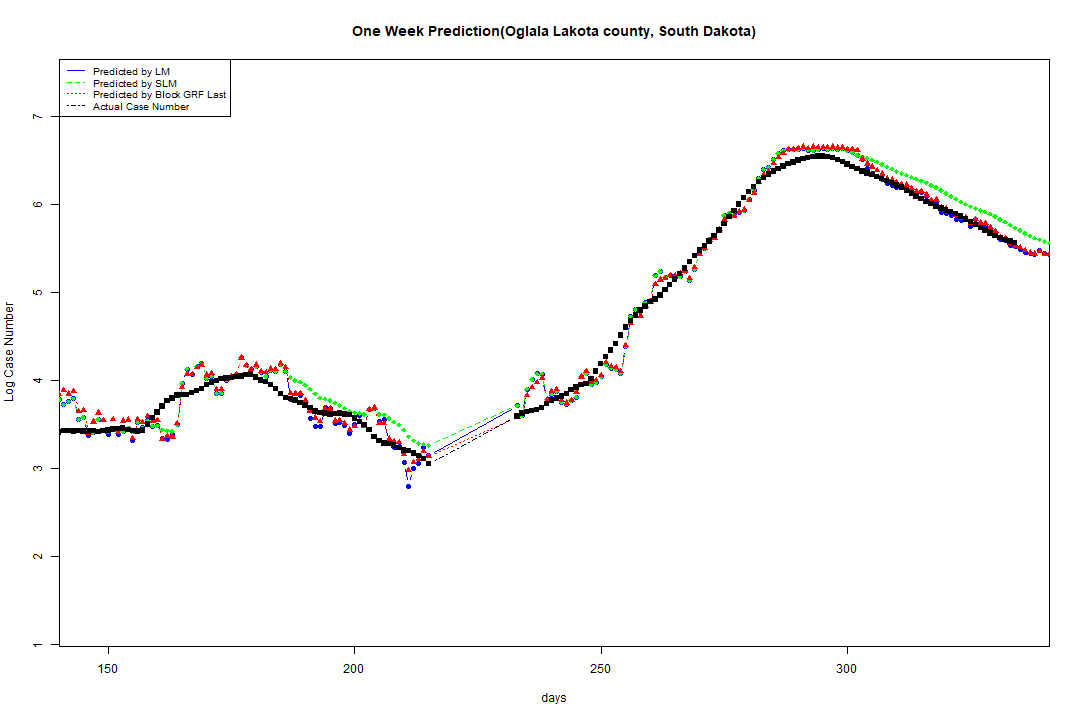 One Week Prediction(Oglala Lakota county, South Dakota)
Predicted by LM
Predicted by SLM
Predicted by Block GRF Last
Actual Case Number
Log Case Number
7
6
5
4
3
2
1
150 200 250 300
days